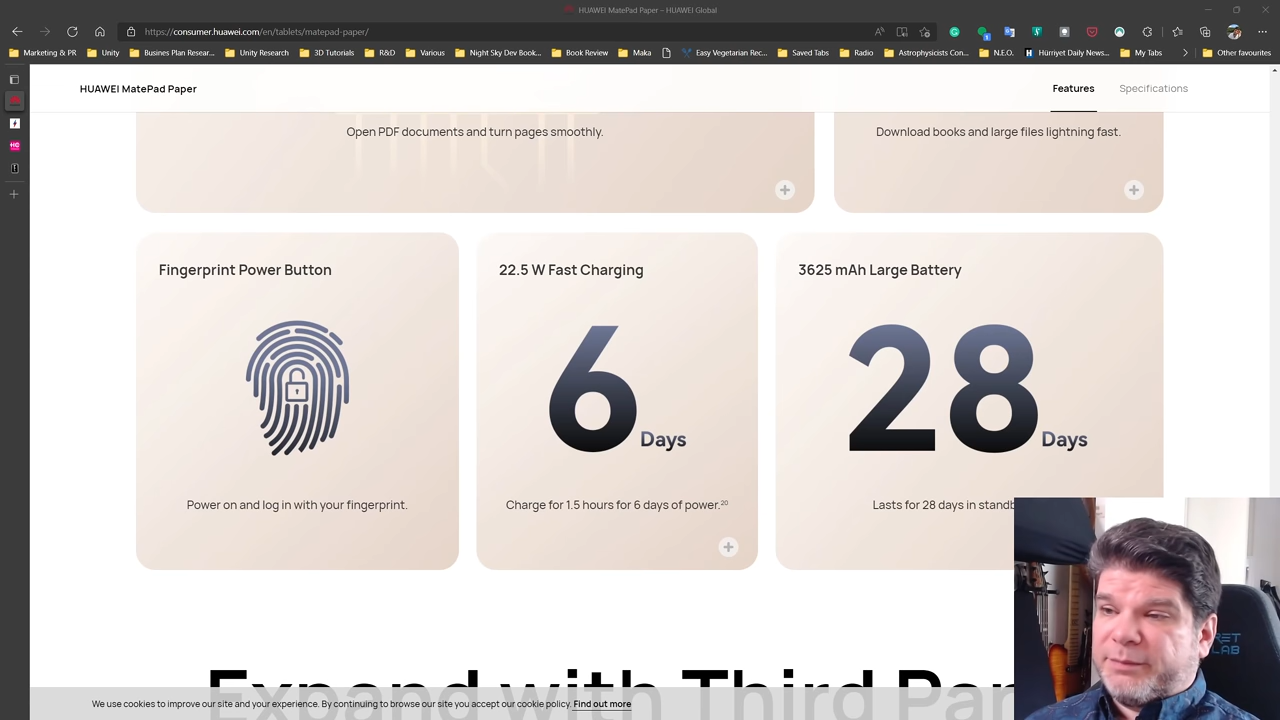 HUAWEI MatePad Paper – HUAWEI Global
https://consumer.huawei.com/en/tablets/matepad-paper/
Marketing & PR
Unity
Busines Plan Resear...
Unity Research
3D Tutorials
R&D
Various
Night Sky Dev Book...
Book Review
Maka
Easy Vegetarian Rec...
Saved Tabs
Radio
Astrophysicists Con...
N.E.O.
Hürriyet Daily News...
My Tabs
Other favourites
HUAWEI MatePad Paper
Features
Specifications
Open PDF documents and turn pages smoothly.
Download books and large files lightning fast.
Fingerprint Power Button
22.5 W Fast Charging
3625 mAh Large Battery
6 Days
28 Days
Power on and log in with your fingerprint.
Charge for 1.5 hours for 6 days of power.20
Lasts for 28 days in standb
Expand with Third Par
We use cookies to improve our site and your experience. By continuing to browse our site you accept our cookie policy. Find out more